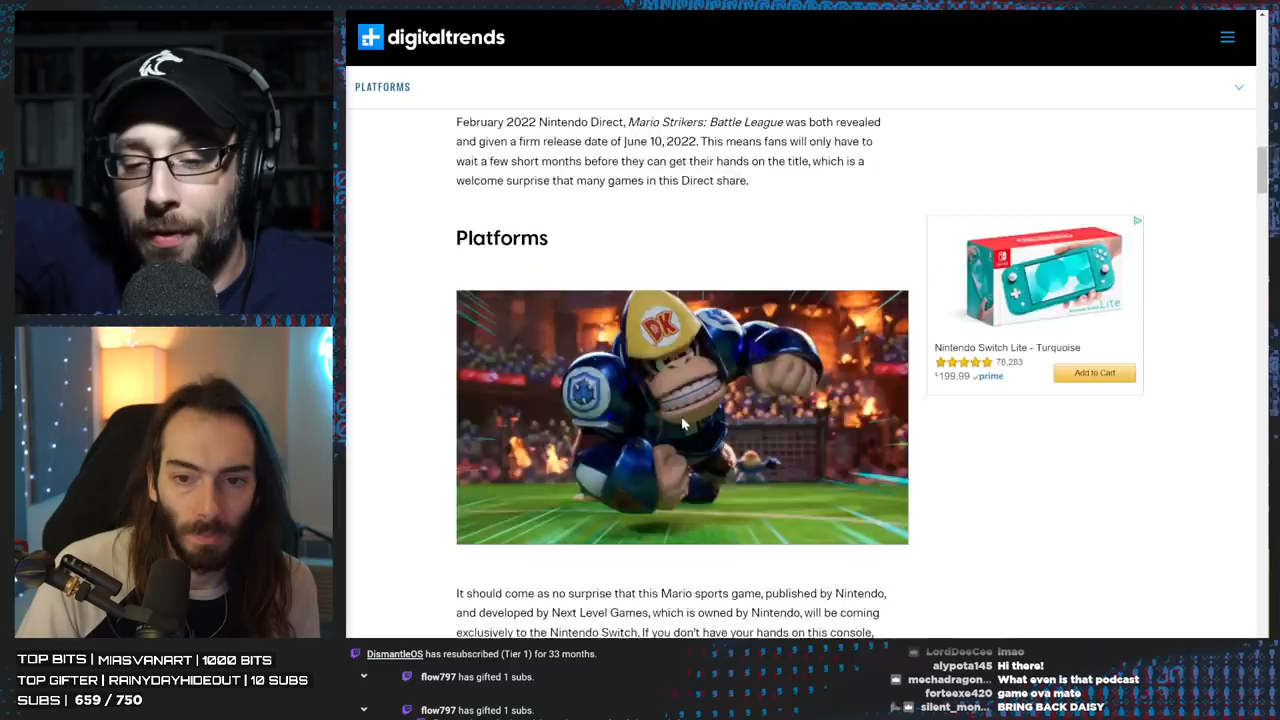 digitaltrends
PLATFORMS
February 2022 Nintendo Direct, Mario Strikers: Battle League was both revealed
and given a firm release date of June 10, 2022. This means fans will only have to
wait a few short months before they can get their hands on the title, which is a
welcome surprise that many games in this Direct share.
Platforms
DK
Lite
Nintendo Switch Lite - Turquoise
78,283
$199.99 prime
Add to Cart
It should come as no surprise that this Mario sports game, published by Nintendo,
and developed by Next Level Games, which is owned by Nintendo, will be coming
exclusively to the Nintendo Switch. If you don't have your hands on this console,
TOP BITS | MIASVANART | 1000 BITS
TOP GIFTER | RAINYDAYHIDEOUT | 10 SUBS
SUBS | 659 / 750
DismantleOS has resubscribed (Tier 1) for 33 months.
flow797 has gifted 1 subs.
flow797 has gifted 1 subs.
LordDeeCee lmao
alypota145 Hi there!
mechadragon... What even is that podcast
forteexe420 game ova mate
silent_mon... BRING BACK DAISY